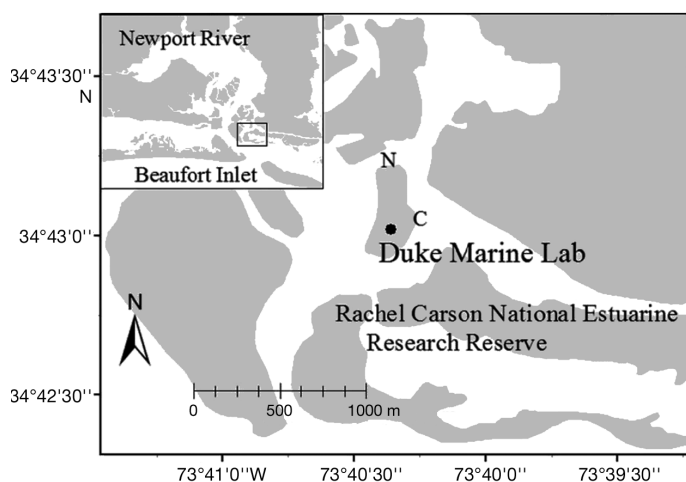 Newport River
Beaufort Inlet
34°43'30''
N
34°43'0''
34°42'30''
N
C
Duke Marine Lab
Rachel Carson National Estuarine
Research Reserve
N
0 500 1000 m
73°41'0''W 73°40'30'' 73°40'0'' 73°39'30''